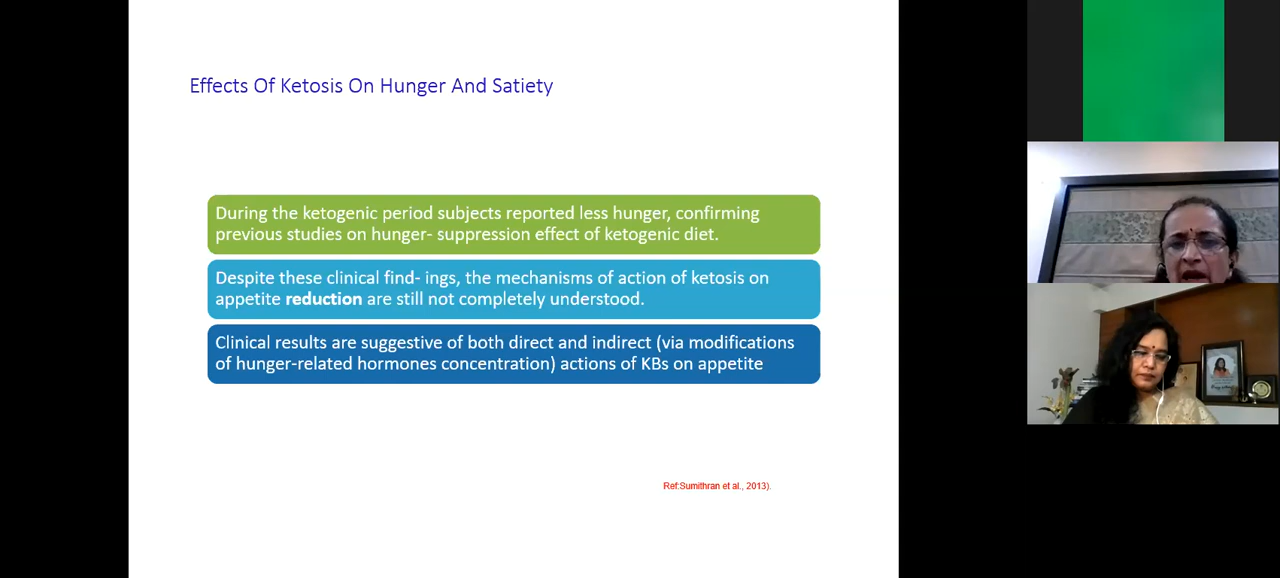 Effects Of Ketosis On Hunger And Satiety
During the ketogenic period subjects reported less hunger, confirming
previous studies on hunger- suppression effect of ketogenic diet.
Despite these clinical find- ings, the mechanisms of action of ketosis on
appetite reduction are still not completely understood.
Clinical results are suggestive of both direct and indirect (via modifications
of hunger-related hormones concentration) actions of KBs on appetite
Ref:Sumithran et al., 2013).